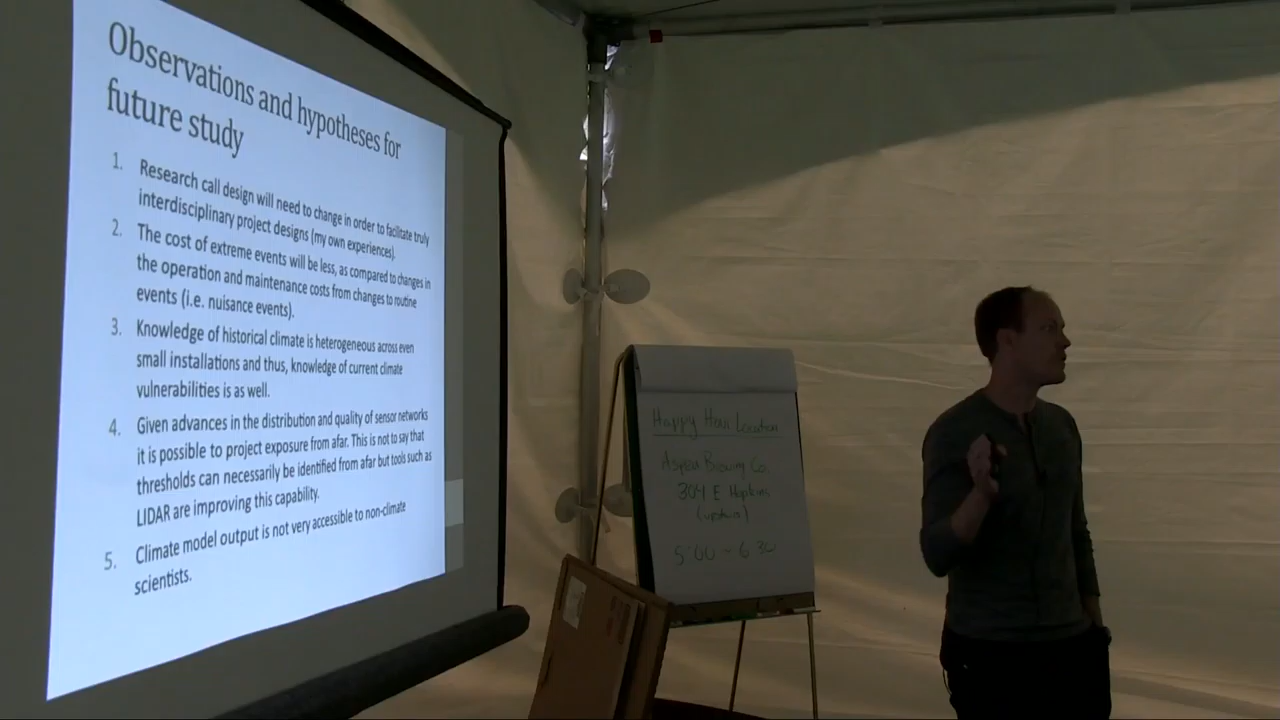 Observations and hypotheses for
future study
1. Research call design will need to change in order to facilitate truly
interdisciplinary project designs (my own experiences).
2. The cost of extreme events will be less, as compared to changes in
the operation and maintenance costs from changes to routine
events (i.e. nuisance events).
3. Knowledge of historical climate is heterogeneous across even
small installations and thus, knowledge of current climate
vulnerabilities is as well.
4. Given advances in the distribution and quality of sensor networks
it is possible to project exposure from afar. This is not to say that
thresholds can necessarily be identified from afar but tools such as
LIDAR are improving this capability.
5. Climate model output is not very accessible to non-climate
scientists.
Happy Hour Location
Aspen Brewing Co.
304 E Hopkins
(upstairs)
5:00 - 6:30